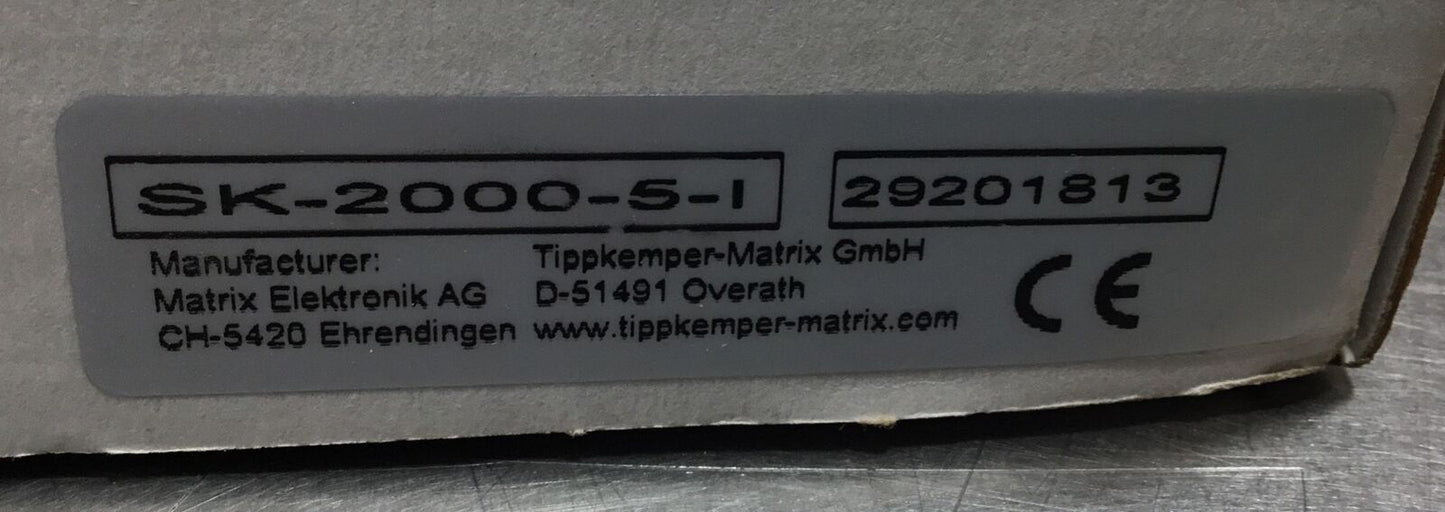 SK-2000-5-I 29201813
Manufacturer: Tippkemper-Matrix GmbH
Matrix Elektronik AG D-51491 Overath
CH-5420 Ehrendingen www.tippkemper-matrix.com
CE